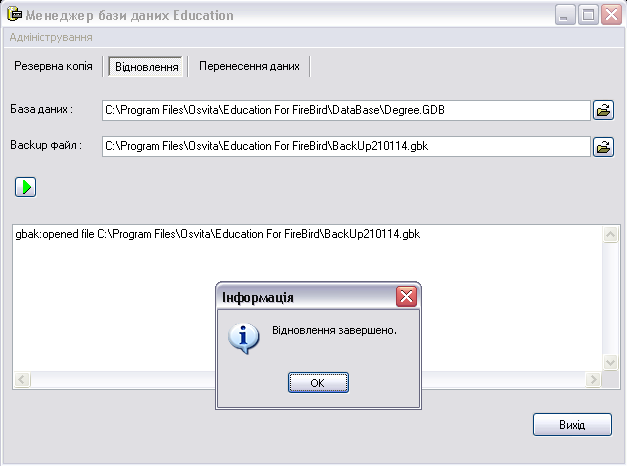 Менеджер бази даних Education
Адміністрування
Резервна копія Відновлення Перенесення даних
База даних : C:\Program Files\Osvita\Education For FireBird\DataBase\Degree.GDB
Backup файл : C:\Program Files\Osvita\Education For FireBird\BackUp210114.gbk
gbak:opened file C:\Program Files\Osvita\Education For FireBird\BackUp210114.gbk
Інформація
Відновлення завершено.
OK
Вихід